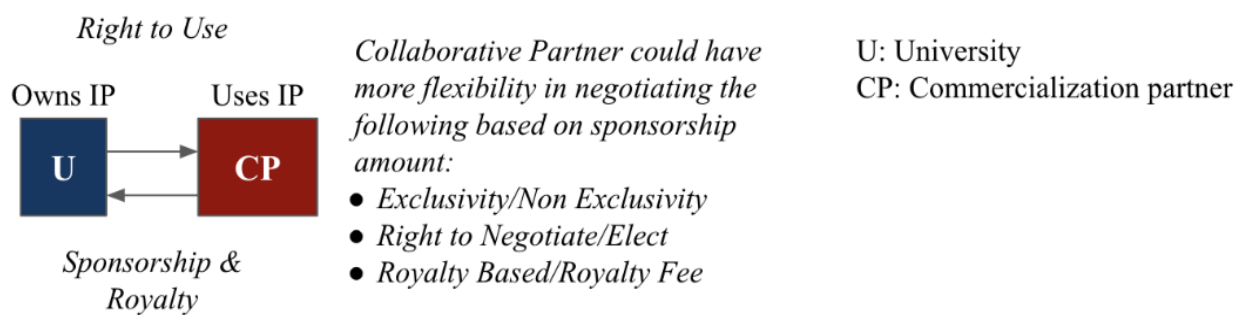 Right to Use
Owns IP
Uses IP
U
CP
Sponsorship &
Royalty
Collaborative Partner could have
more flexibility in negotiating the
following based on sponsorship
amount:
● Exclusivity/Non Exclusivity
● Right to Negotiate/Elect
● Royalty Based/Royalty Fee
U: University
CP: Commercialization partner